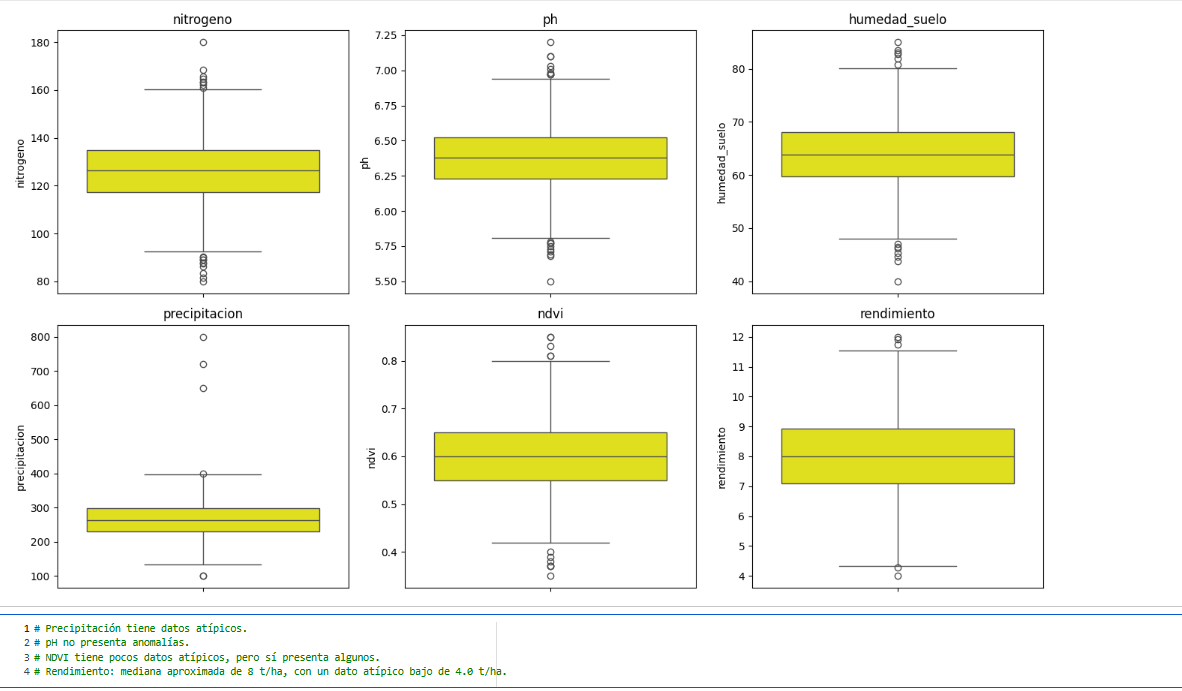 nitrogeno
ph
humedad_suelo
180
160
140
120
100
80
nitrogeno
7.25
7.00
6.75
6.50
6.25
6.00
5.75
5.50
ph
80
70
60
50
40
humedad_suelo
precipitacion
ndvi
rendimiento
800
700
600
500
400
300
200
100
precipitacion
0.8
0.7
0.6
0.5
0.4
ndvi
12
11
10
9
8
7
6
5
4
rendimiento
1 # Precipitación tiene datos atípicos.
2 # pH no presenta anomalías.
3 # NDVI tiene pocos datos atípicos, pero sí presenta algunos.
4 # Rendimiento: mediana aproximada de 8 t/ha, con un dato atípico bajo de 4.0 t/ha.